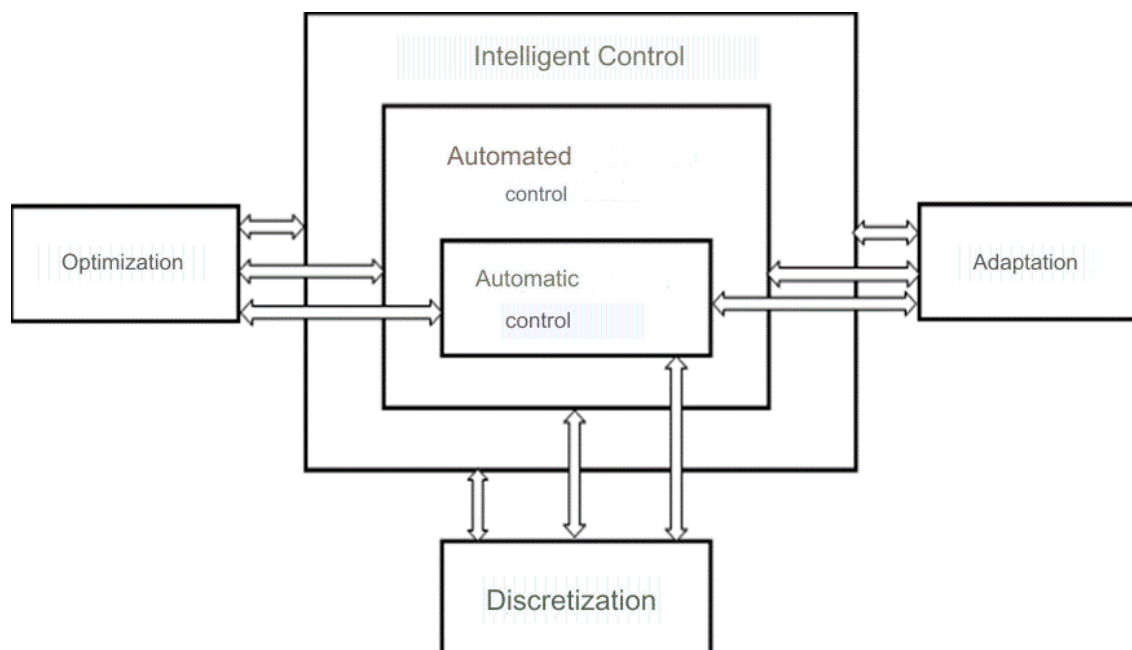 Intelligent Control
Automated
control
Optimization
Automatic
control
Adaptation
Discretization